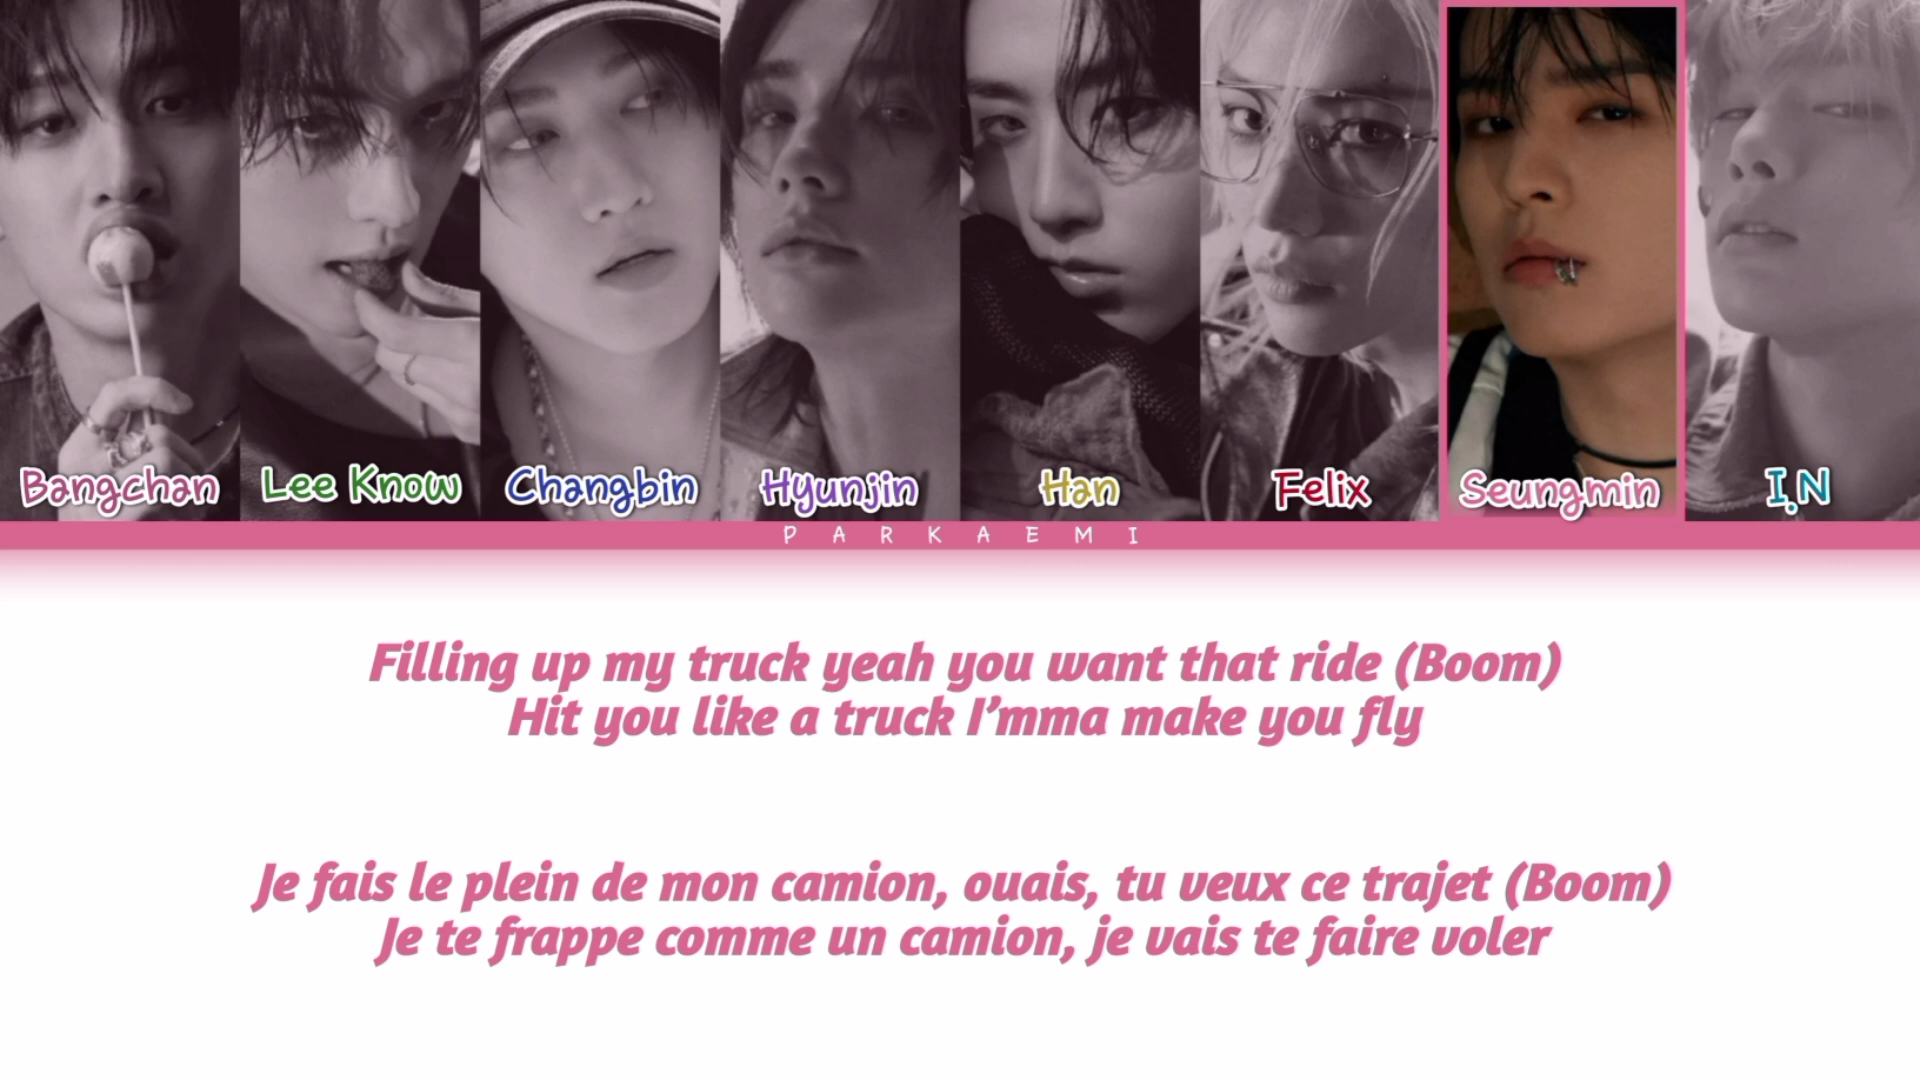 Bangchan
Lee Know
Changbin
Hyunjin
Han
Felix
Seungmin
I.N
PARKAEMI
Filling up my truck yeah you want that ride (Boom)
Hit you like a truck I’mma make you fly
Je fais le plein de mon camion, ouais, tu veux ce trajet (Boom)
Je te frappe comme un camion, je vais te faire voler